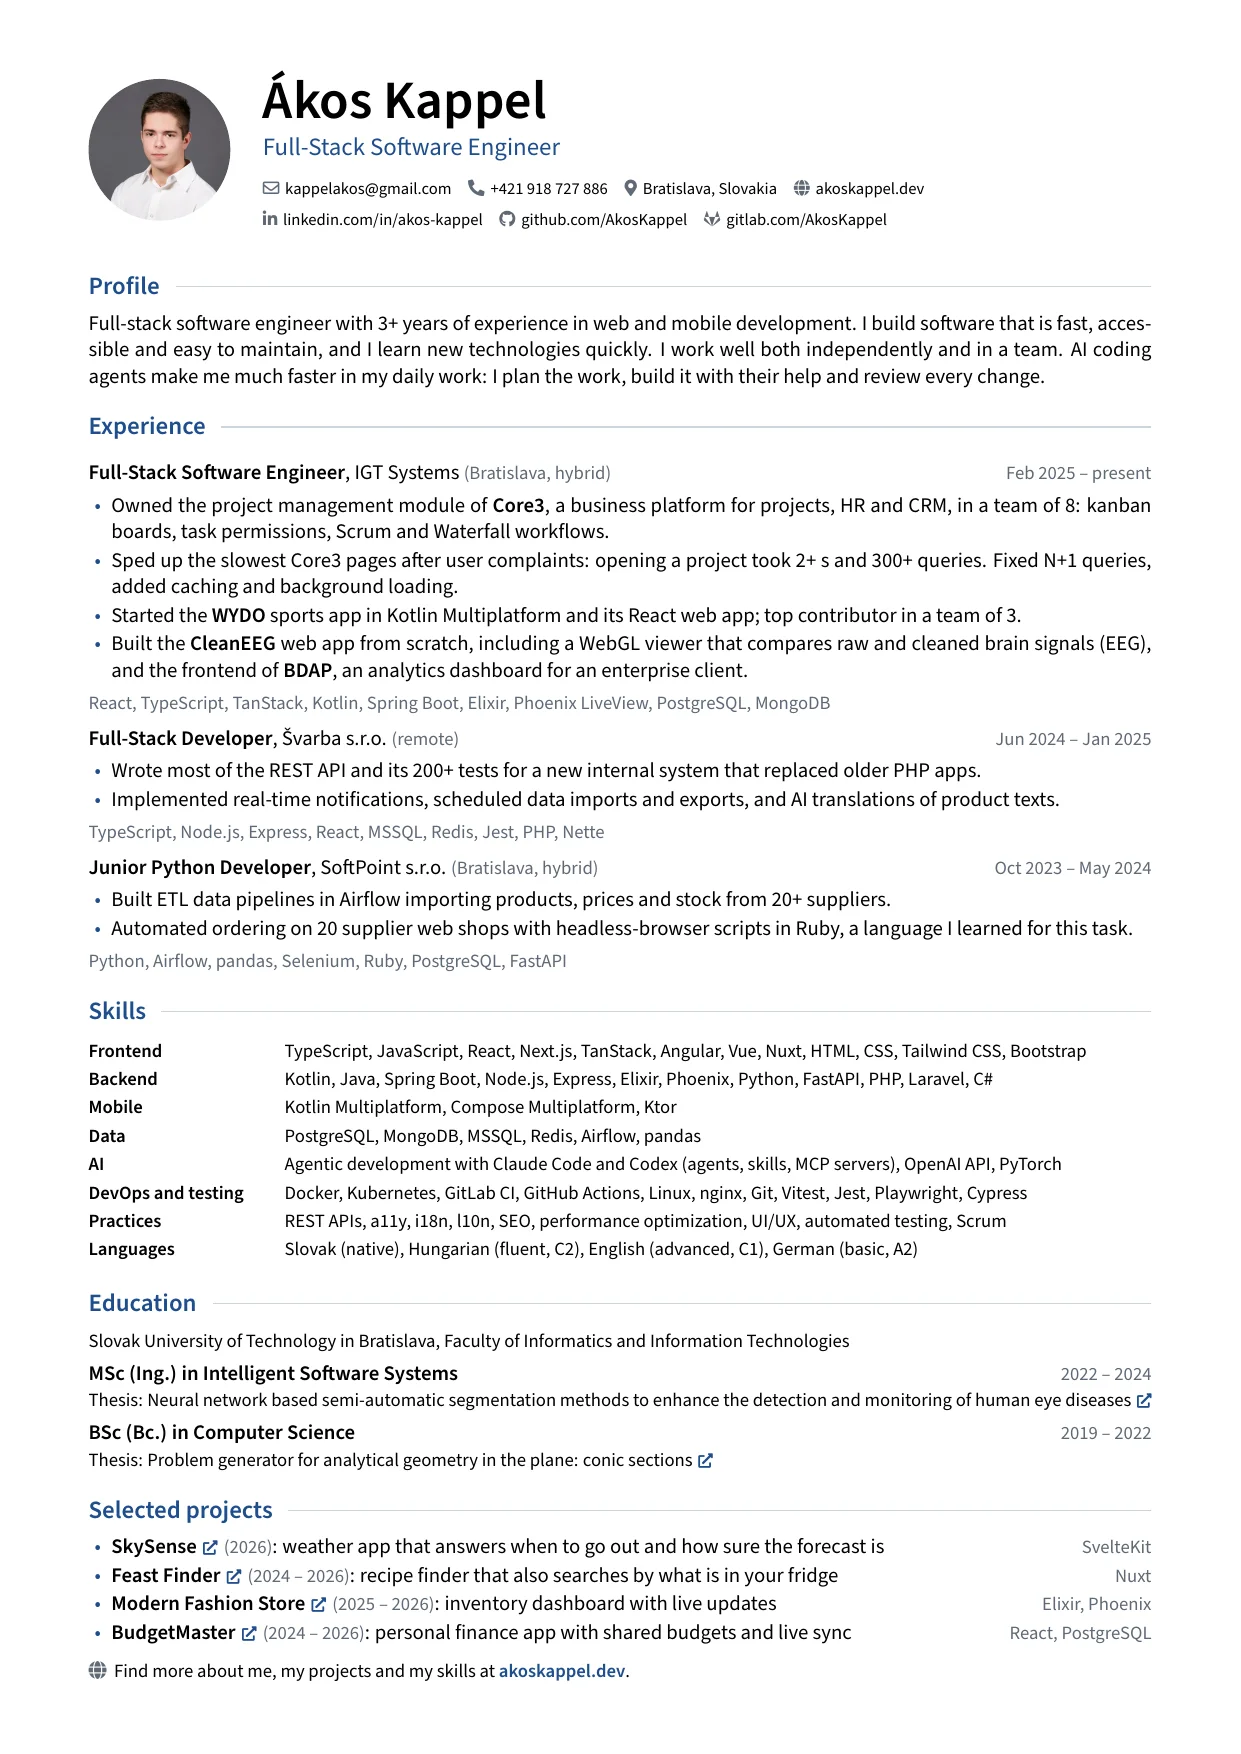 Ákos Kappel
Full-Stack Software Engineer
kappelakos@gmail.com +421 918 727 886 Bratislava, Slovakia akoskappel.dev
linkedin.com/in/akos-kappel github.com/AkosKappel gitlab.com/AkosKappel
Profile
Full-stack software engineer with 3+ years of experience in web and mobile development. I build software that is fast, acces-
sible and easy to maintain, and I learn new technologies quickly. I work well both independently and in a team. AI coding
agents make me much faster in my daily work: I plan the work, build it with their help and review every change.
Experience
Full-Stack Software Engineer, IGT Systems (Bratislava, hybrid) Feb 2025 – present
• Owned the project management module of Core3, a business platform for projects, HR and CRM, in a team of 8: kanban
boards, task permissions, Scrum and Waterfall workflows.
• Sped up the slowest Core3 pages after user complaints: opening a project took 2+ s and 300+ queries. Fixed N+1 queries,
added caching and background loading.
• Started the WYDO sports app in Kotlin Multiplatform and its React web app; top contributor in a team of 3.
• Built the CleanEEG web app from scratch, including a WebGL viewer that compares raw and cleaned brain signals (EEG),
and the frontend of BDAP, an analytics dashboard for an enterprise client.
React, TypeScript, TanStack, Kotlin, Spring Boot, Elixir, Phoenix LiveView, PostgreSQL, MongoDB
Full-Stack Developer, Švarba s.r.o. (remote) Jun 2024 – Jan 2025
• Wrote most of the REST API and its 200+ tests for a new internal system that replaced older PHP apps.
• Implemented real-time notifications, scheduled data imports and exports, and AI translations of product texts.
TypeScript, Node.js, Express, React, MSSQL, Redis, Jest, PHP, Nette
Junior Python Developer, SoftPoint s.r.o. (Bratislava, hybrid) Oct 2023 – May 2024
• Built ETL data pipelines in Airflow importing products, prices and stock from 20+ suppliers.
• Automated ordering on 20 supplier web shops with headless-browser scripts in Ruby, a language I learned for this task.
Python, Airflow, pandas, Selenium, Ruby, PostgreSQL, FastAPI
Skills
Frontend TypeScript, JavaScript, React, Next.js, TanStack, Angular, Vue, Nuxt, HTML, CSS, Tailwind CSS, Bootstrap
Backend Kotlin, Java, Spring Boot, Node.js, Express, Elixir, Phoenix, Python, FastAPI, PHP, Laravel, C#
Mobile Kotlin Multiplatform, Compose Multiplatform, Ktor
Data PostgreSQL, MongoDB, MSSQL, Redis, Airflow, pandas
AI Agentic development with Claude Code and Codex (agents, skills, MCP servers), OpenAI API, PyTorch
DevOps and testing Docker, Kubernetes, GitLab CI, GitHub Actions, Linux, nginx, Git, Vitest, Jest, Playwright, Cypress
Practices REST APIs, a11y, i18n, l10n, SEO, performance optimization, UI/UX, automated testing, Scrum
Languages Slovak (native), Hungarian (fluent, C2), English (advanced, C1), German (basic, A2)
Education
Slovak University of Technology in Bratislava, Faculty of Informatics and Information Technologies
MSc (Ing.) in Intelligent Software Systems 2022 – 2024
Thesis: Neural network based semi-automatic segmentation methods to enhance the detection and monitoring of human eye diseases
BSc (Bc.) in Computer Science 2019 – 2022
Thesis: Problem generator for analytical geometry in the plane: conic sections
Selected projects
• SkySense (2026): weather app that answers when to go out and how sure the forecast is SvelteKit
• Feast Finder (2024 – 2026): recipe finder that also searches by what is in your fridge Nuxt
• Modern Fashion Store (2025 – 2026): inventory dashboard with live updates Elixir, Phoenix
• BudgetMaster (2024 – 2026): personal finance app with shared budgets and live sync React, PostgreSQL
Find more about me, my projects and my skills at akoskappel.dev.